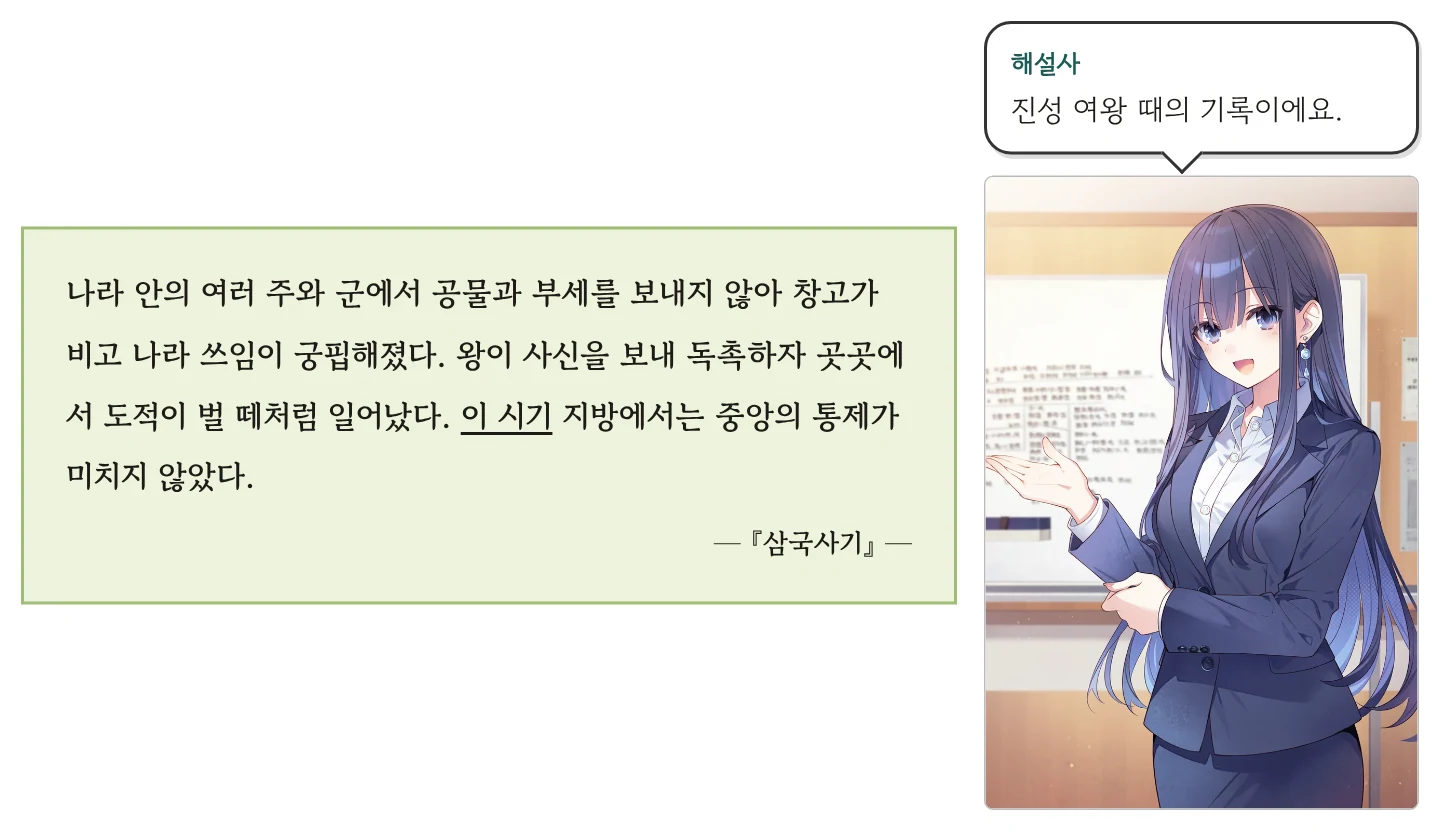 해설사
진성 여왕 때의 기록이에요.
나라 안의 여러 주와 군에서 공물과 부세를 보내지 않아 창고가
비고 나라 쓰임이 궁핍해졌다. 왕이 사신을 보내 독촉하자 곳곳에
서 도적이 벌 떼처럼 일어났다. 이 시기 지방에서는 중앙의 통제가
미치지 않았다.
― 『삼국사기』 ―